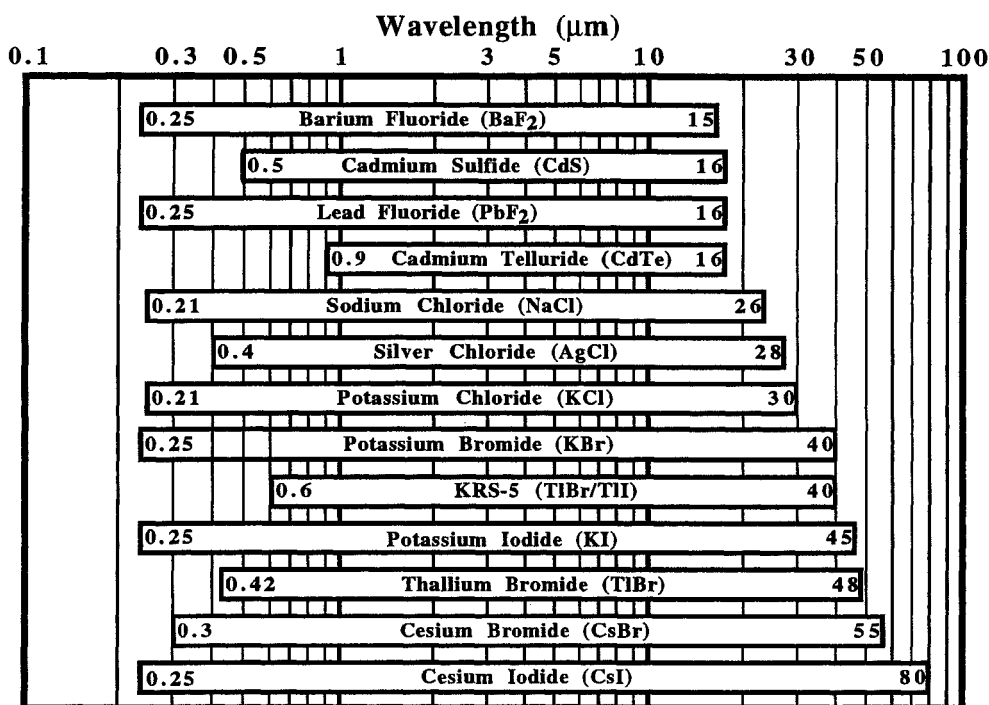 Wavelength (μm)
0.1 0.3 0.5 1 3 5 10 30 50 100
0.25 Barium Fluoride (BaF2) 15
0.5 Cadmium Sulfide (CdS) 16
0.25 Lead Fluoride (PbF2) 16
0.9 Cadmium Telluride (CdTe) 16
0.21 Sodium Chloride (NaCl) 26
0.4 Silver Chloride (AgCl) 28
0.21 Potassium Chloride (KCl) 30
0.25 Potassium Bromide (KBr) 40
0.6 KRS-5 (TlBr/TlI) 40
0.25 Potassium Iodide (KI) 45
0.42 Thallium Bromide (TlBr) 48
0.3 Cesium Bromide (CsBr) 55
0.25 Cesium Iodide (CsI) 80